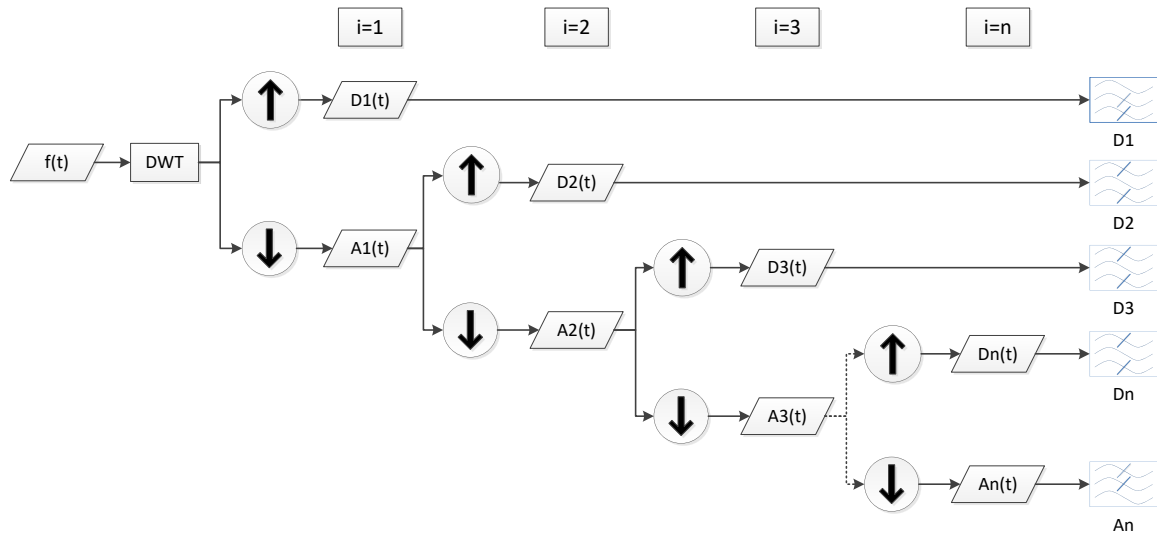 i=1
i=2
i=3
i=n
D1(t)
D1
f(t)
DWT
D2(t)
D2
A1(t)
D3(t)
D3
A2(t)
Dn(t)
Dn
A3(t)
An(t)
An